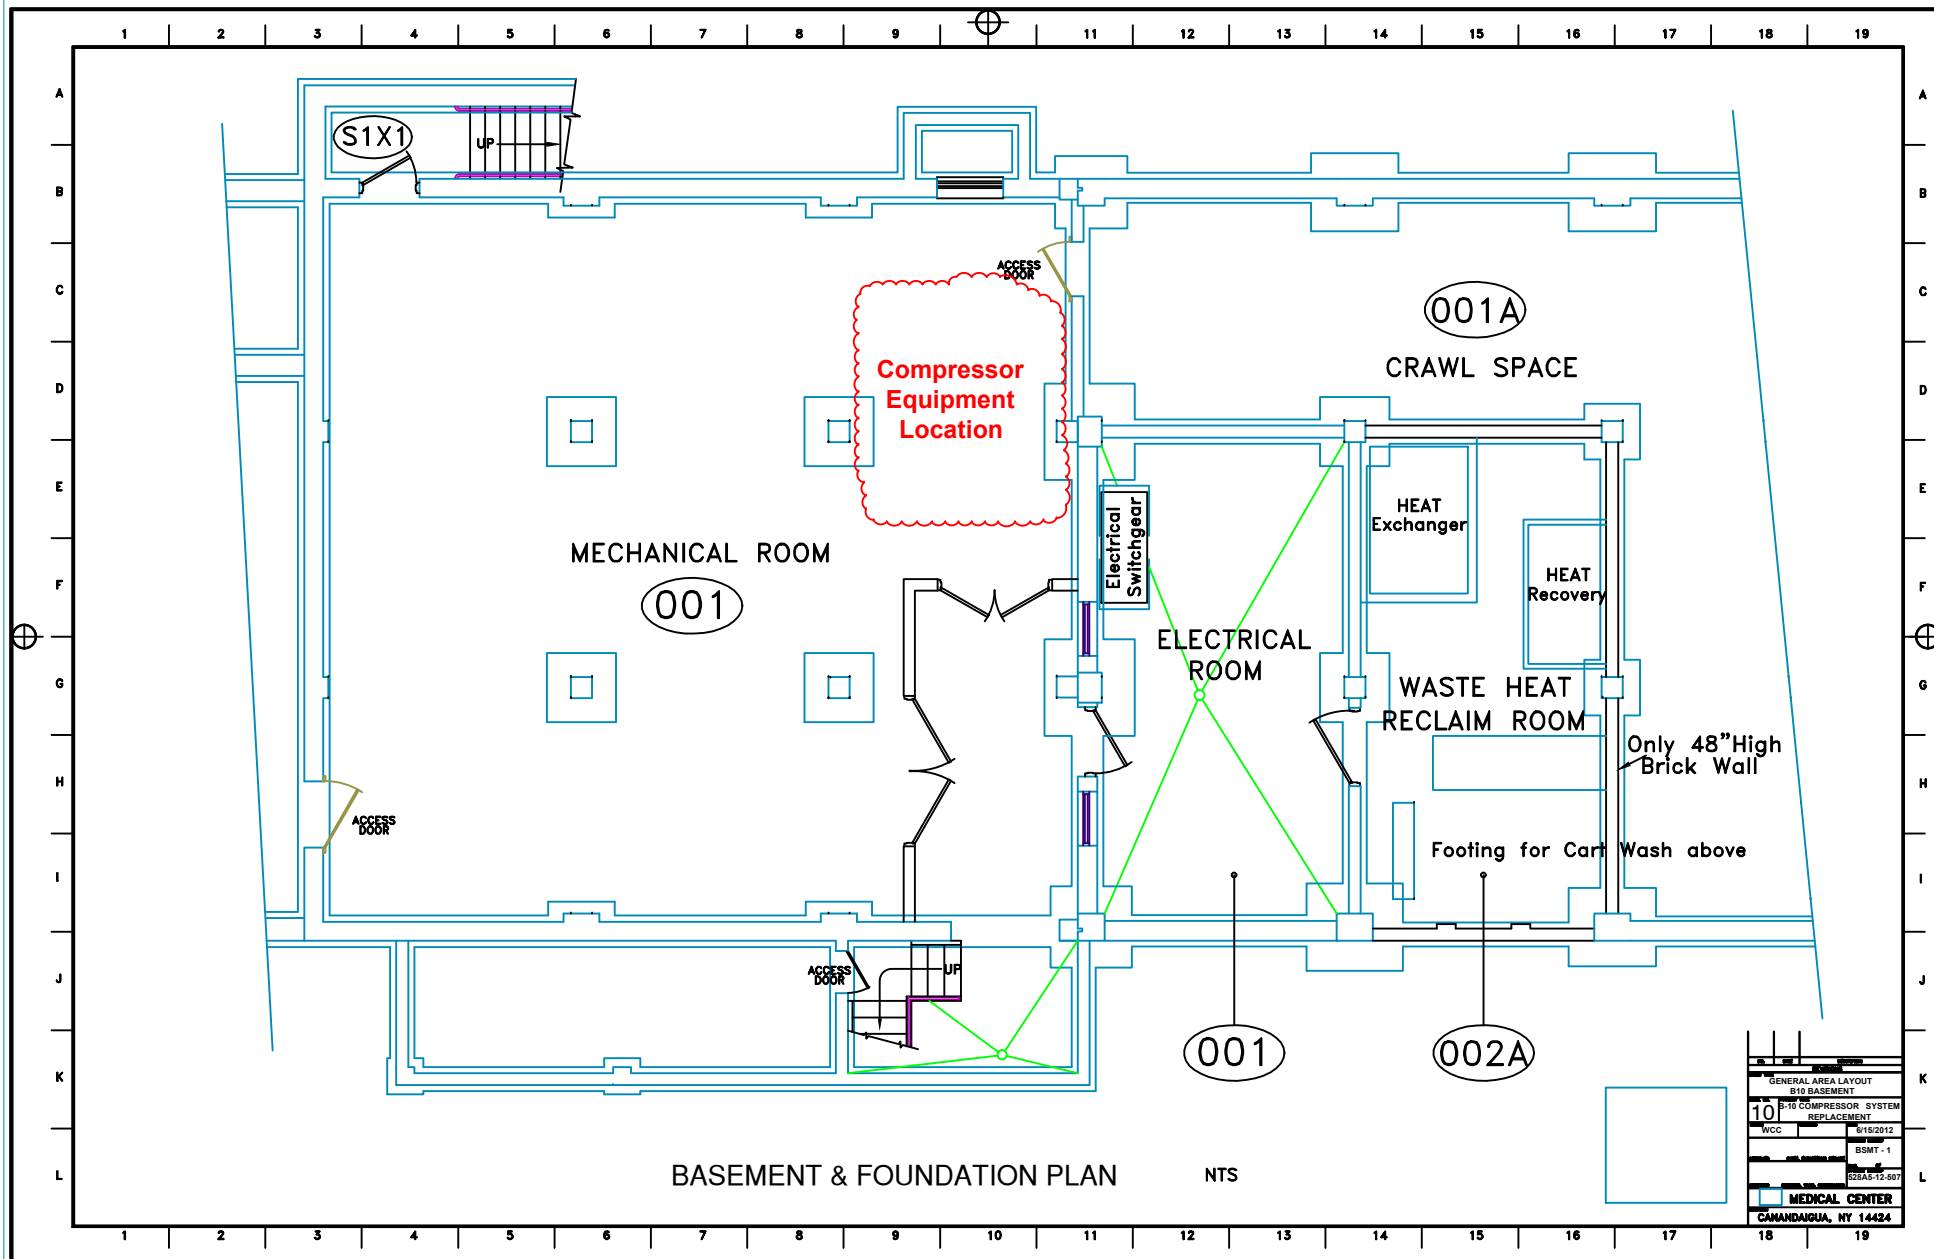 1 2 3 4 5 6 7 8 9 11 12 13 14 15 16 17 18 19
A A
S1X1
UP
B B
ACCESS
DOOR
C C
001A
CRAWL SPACE
Compressor
Equipment
Location
D D
E E
HEAT
Exchanger
Electrical
Switchgear
MECHANICAL ROOM
001
HEAT
Recovery
F F
ELECTRICAL
ROOM
G G
WASTE HEAT
RECLAIM ROOM
Only 48”High
Brick Wall
H H
ACCESS
DOOR
Footing for Cart Wash above
I I
ACCESS
DOOR
UP
J J
001
002A
K K
GENERAL AREA LAYOUT
B10 BASEMENT
10
B-10 COMPRESSOR SYSTEM
REPLACEMENT
WCC
6/15/2012
BSMT - 1
528A5-12-507
MEDICAL CENTER
CANANDAIGUA, NY 14424
BASEMENT & FOUNDATION PLAN NTS
L L
1 2 3 4 5 6 7 8 9 10 11 12 13 14 15 16 17 18 19